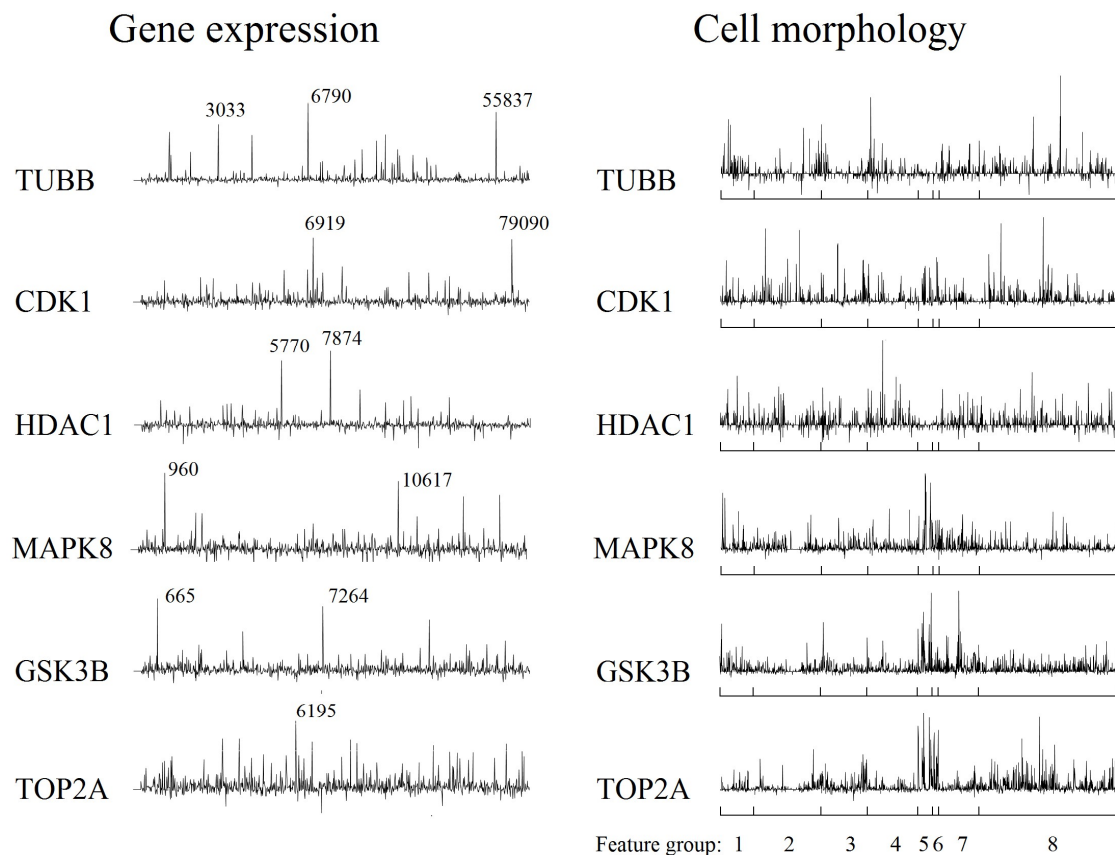 Gene expression
Cell morphology
6790
55837
3033
TUBB
TUBB
6919
79090
CDK1
CDK1
5770
7874
HDAC1
HDAC1
960
10617
MAPK8
MAPK8
665
7264
GSK3B
GSK3B
6195
TOP2A
TOP2A
Feature group: 1 2 3 4 5 6 7 8